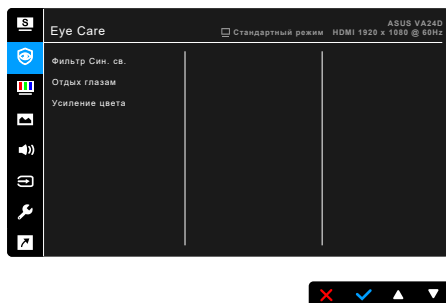 S
Eye Care
Стандартный режим
ASUS VA24D
HDMI 1920 x 1080 @ 60Hz
Фильтр Син. св.
Отдых глазам
Усиление цвета